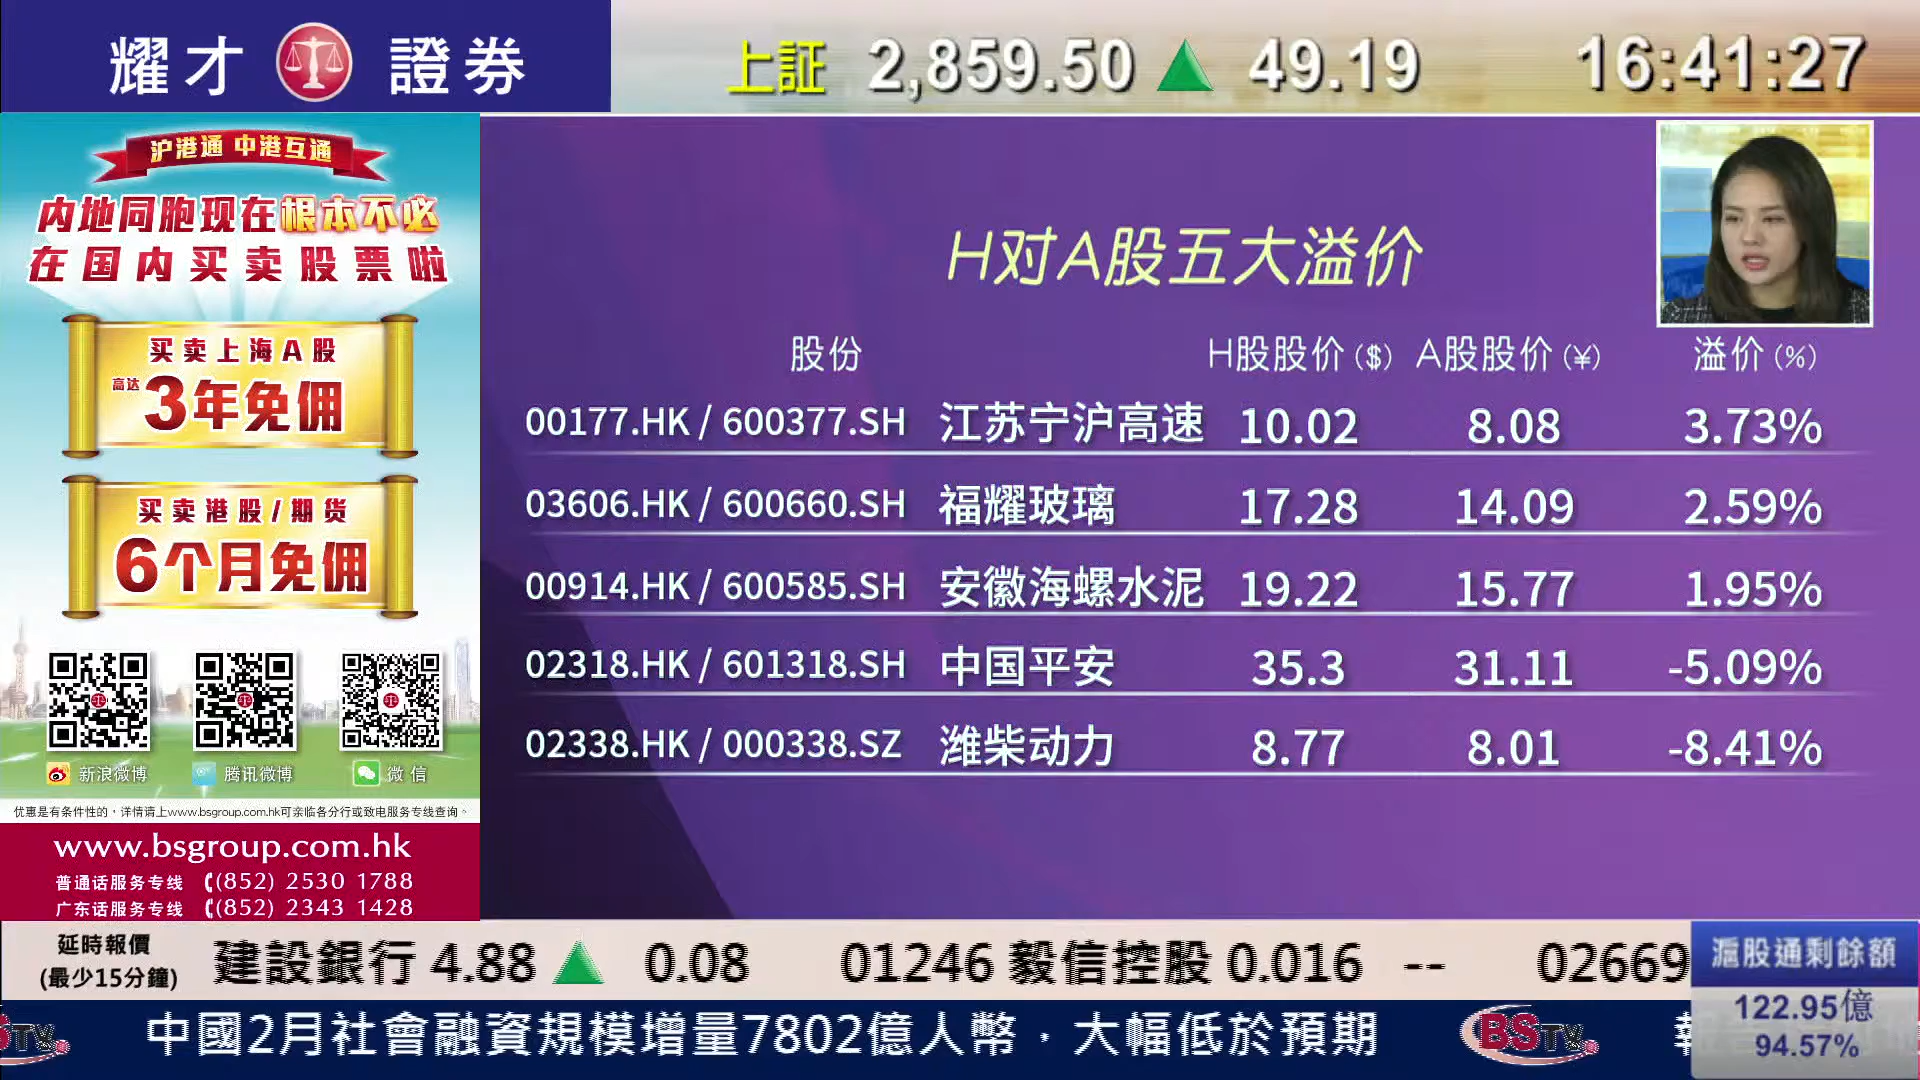 耀才 證券
上証 2,859.50 ▲ 49.19 16:41:27
沪港通 中港互通
内地同胞现在根本不必
在国内买卖股票啦
买卖上海A股
高达3年免佣
买卖港股/期货
6个月免佣
新浪微博 腾讯微博 微信
优惠是有条件性的，详情请上www.bsgroup.com.hk可亲临各分行或致电服务专线查询。
www.bsgroup.com.hk
普通话服务专线 (852) 2530 1788
广东话服务专线 (852) 2343 1428
H对A股五大溢价
股份 H股股价($) A股股价(¥) 溢价(%)
00177.HK / 600377.SH 江苏宁沪高速 10.02 8.08 3.73%
03606.HK / 600660.SH 福耀玻璃 17.28 14.09 2.59%
00914.HK / 600585.SH 安徽海螺水泥 19.22 15.77 1.95%
02318.HK / 601318.SH 中国平安 35.3 31.11 -5.09%
02338.HK / 000338.SZ 潍柴动力 8.77 8.01 -8.41%
延時報價
(最少15分鐘)
建設銀行 4.88 ▲ 0.08 01246 毅信控股 0.016 -- 02669
滬股通剩餘額
122.95億
94.57%
STV 中國2月社會融資規模增量7802億人幣，大幅低於預期 BSTV